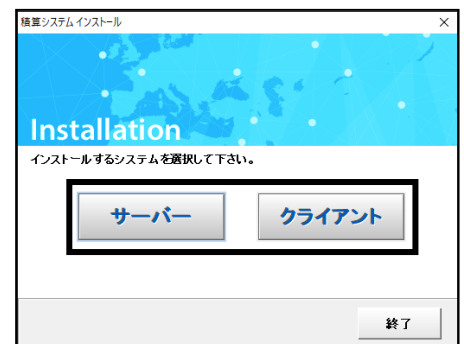 積算システム インストール
Installation
インストールするシステムを選択して下さい。
サーバー クライアント
終了